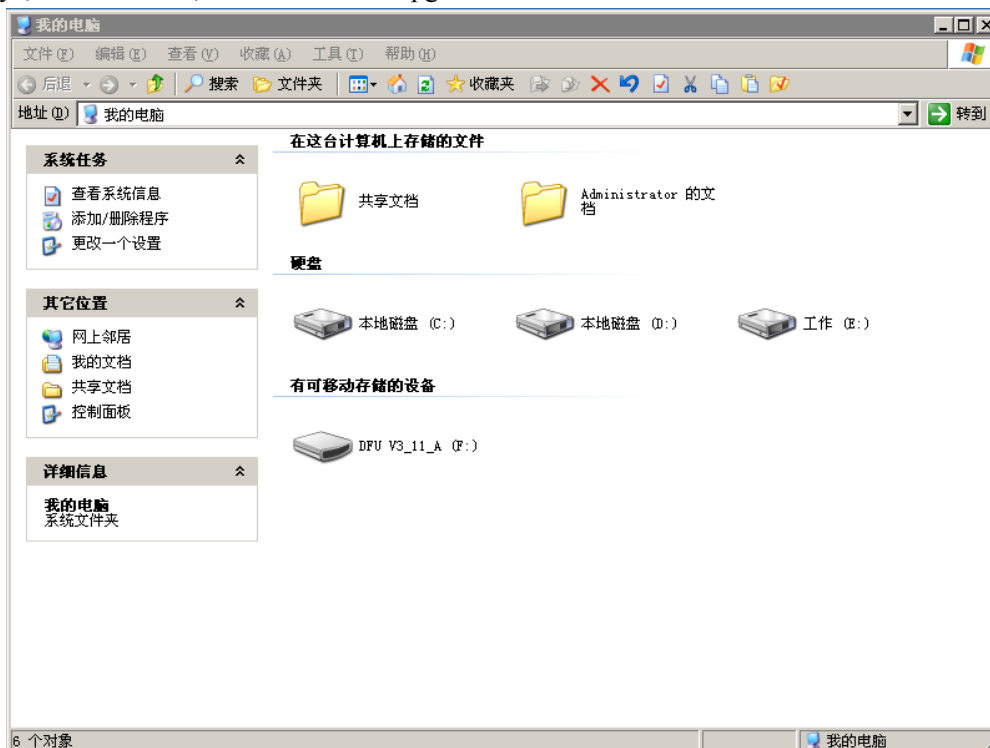 我的电脑
文件(F) 编辑(E) 查看(V) 收藏(A) 工具(T) 帮助(H)
后退 搜索 文件夹 收藏夹
地址(D) 我的电脑 转到
系统任务
查看系统信息
添加/删除程序
更改一个设置
其它位置
网上邻居
我的文档
共享文档
控制面板
详细信息
我的电脑
系统文件夹
在这台计算机上存储的文件
共享文档
Administrator 的文
档
硬盘
本地磁盘 (C:) 本地磁盘 (D:) 工作 (E:)
有可移动存储的设备
DFU V3_11_A (F:)
6 个对象 我的电脑